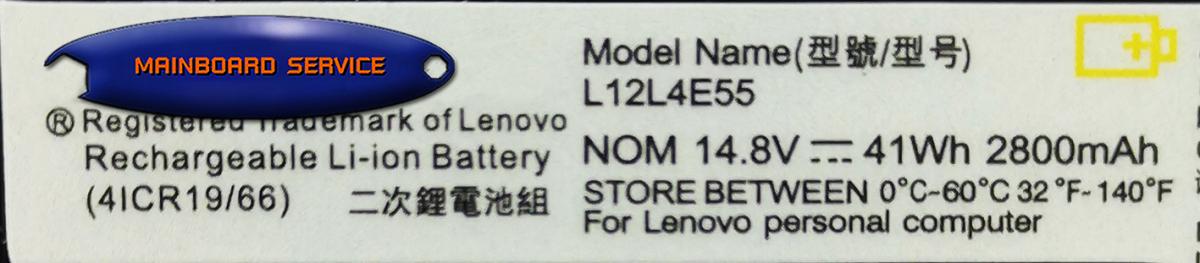 MAINBOARD SERVICE
® Registered Trademark of Lenovo
Rechargeable Li-ion Battery
(4ICR19/66) 二次鋰電池組
Model Name(型號/型号)
L12L4E55
NOM 14.8V ⎓ 41Wh 2800mAh
STORE BETWEEN 0°C~60°C 32 °F~140°F
For Lenovo personal computer